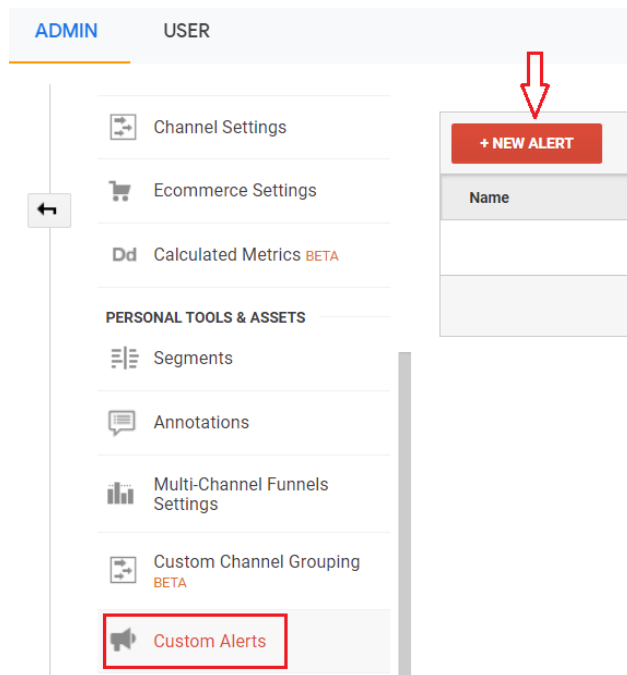 ADMIN USER
Channel Settings
+ NEW ALERT
Name
Ecommerce Settings
Dd Calculated Metrics BETA
PERSONAL TOOLS & ASSETS
Segments
Annotations
Multi-Channel Funnels
Settings
Custom Channel Grouping
BETA
Custom Alerts